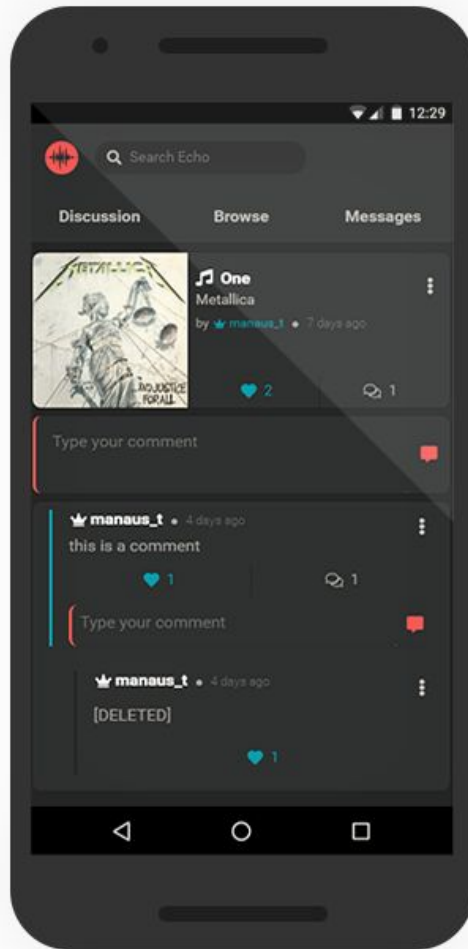 12:29
Search Echo
Discussion Browse Messages
METALLICA
...AND JUSTICE
FOR ALL
One
Metallica
by manaus_t • 7 days ago
2 1
Type your comment
manaus_t • 4 days ago
this is a comment
1 1
Type your comment
manaus_t • 4 days ago
[DELETED]
1